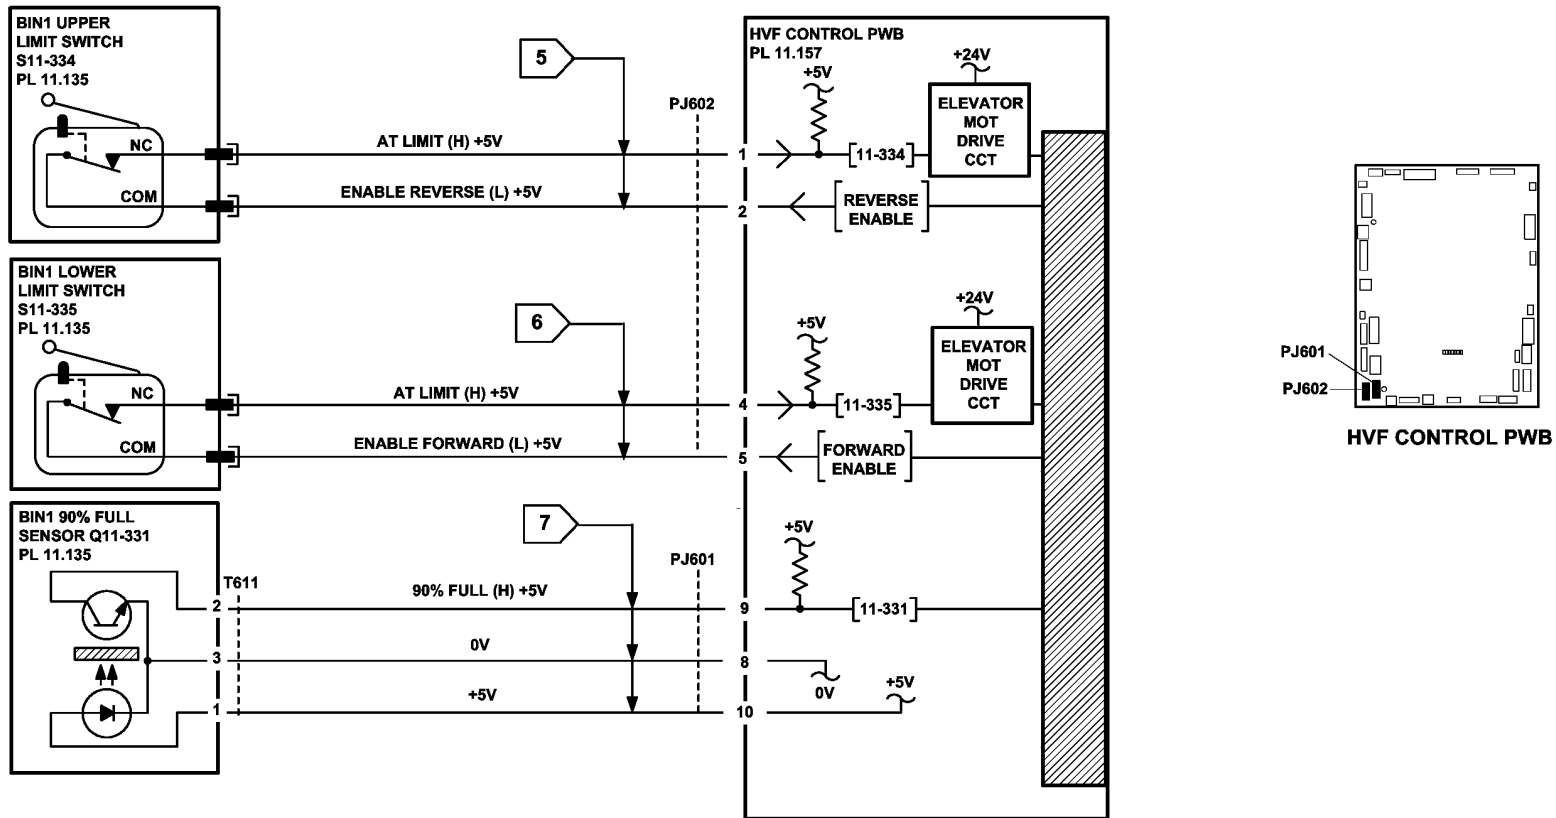 BIN1 UPPER
LIMIT SWITCH
S11-334
PL 11.135
NC
COM
AT LIMIT (H) +5V
ENABLE REVERSE (L) +5V
5
PJ602
1
2
HVF CONTROL PWB
PL 11.157
+5V
11-334
+24V
ELEVATOR
MOT
DRIVE
CCT
REVERSE
ENABLE
BIN1 LOWER
LIMIT SWITCH
S11-335
PL 11.135
NC
COM
AT LIMIT (H) +5V
ENABLE FORWARD (L) +5V
6
4
5
+5V
11-335
+24V
ELEVATOR
MOT
DRIVE
CCT
FORWARD
ENABLE
BIN1 90% FULL
SENSOR Q11-331
PL 11.135
T611
2
3
1
90% FULL (H) +5V
0V
+5V
7
PJ601
9
8
10
+5V
11-331
0V
+5V
PJ601
PJ602
HVF CONTROL PWB